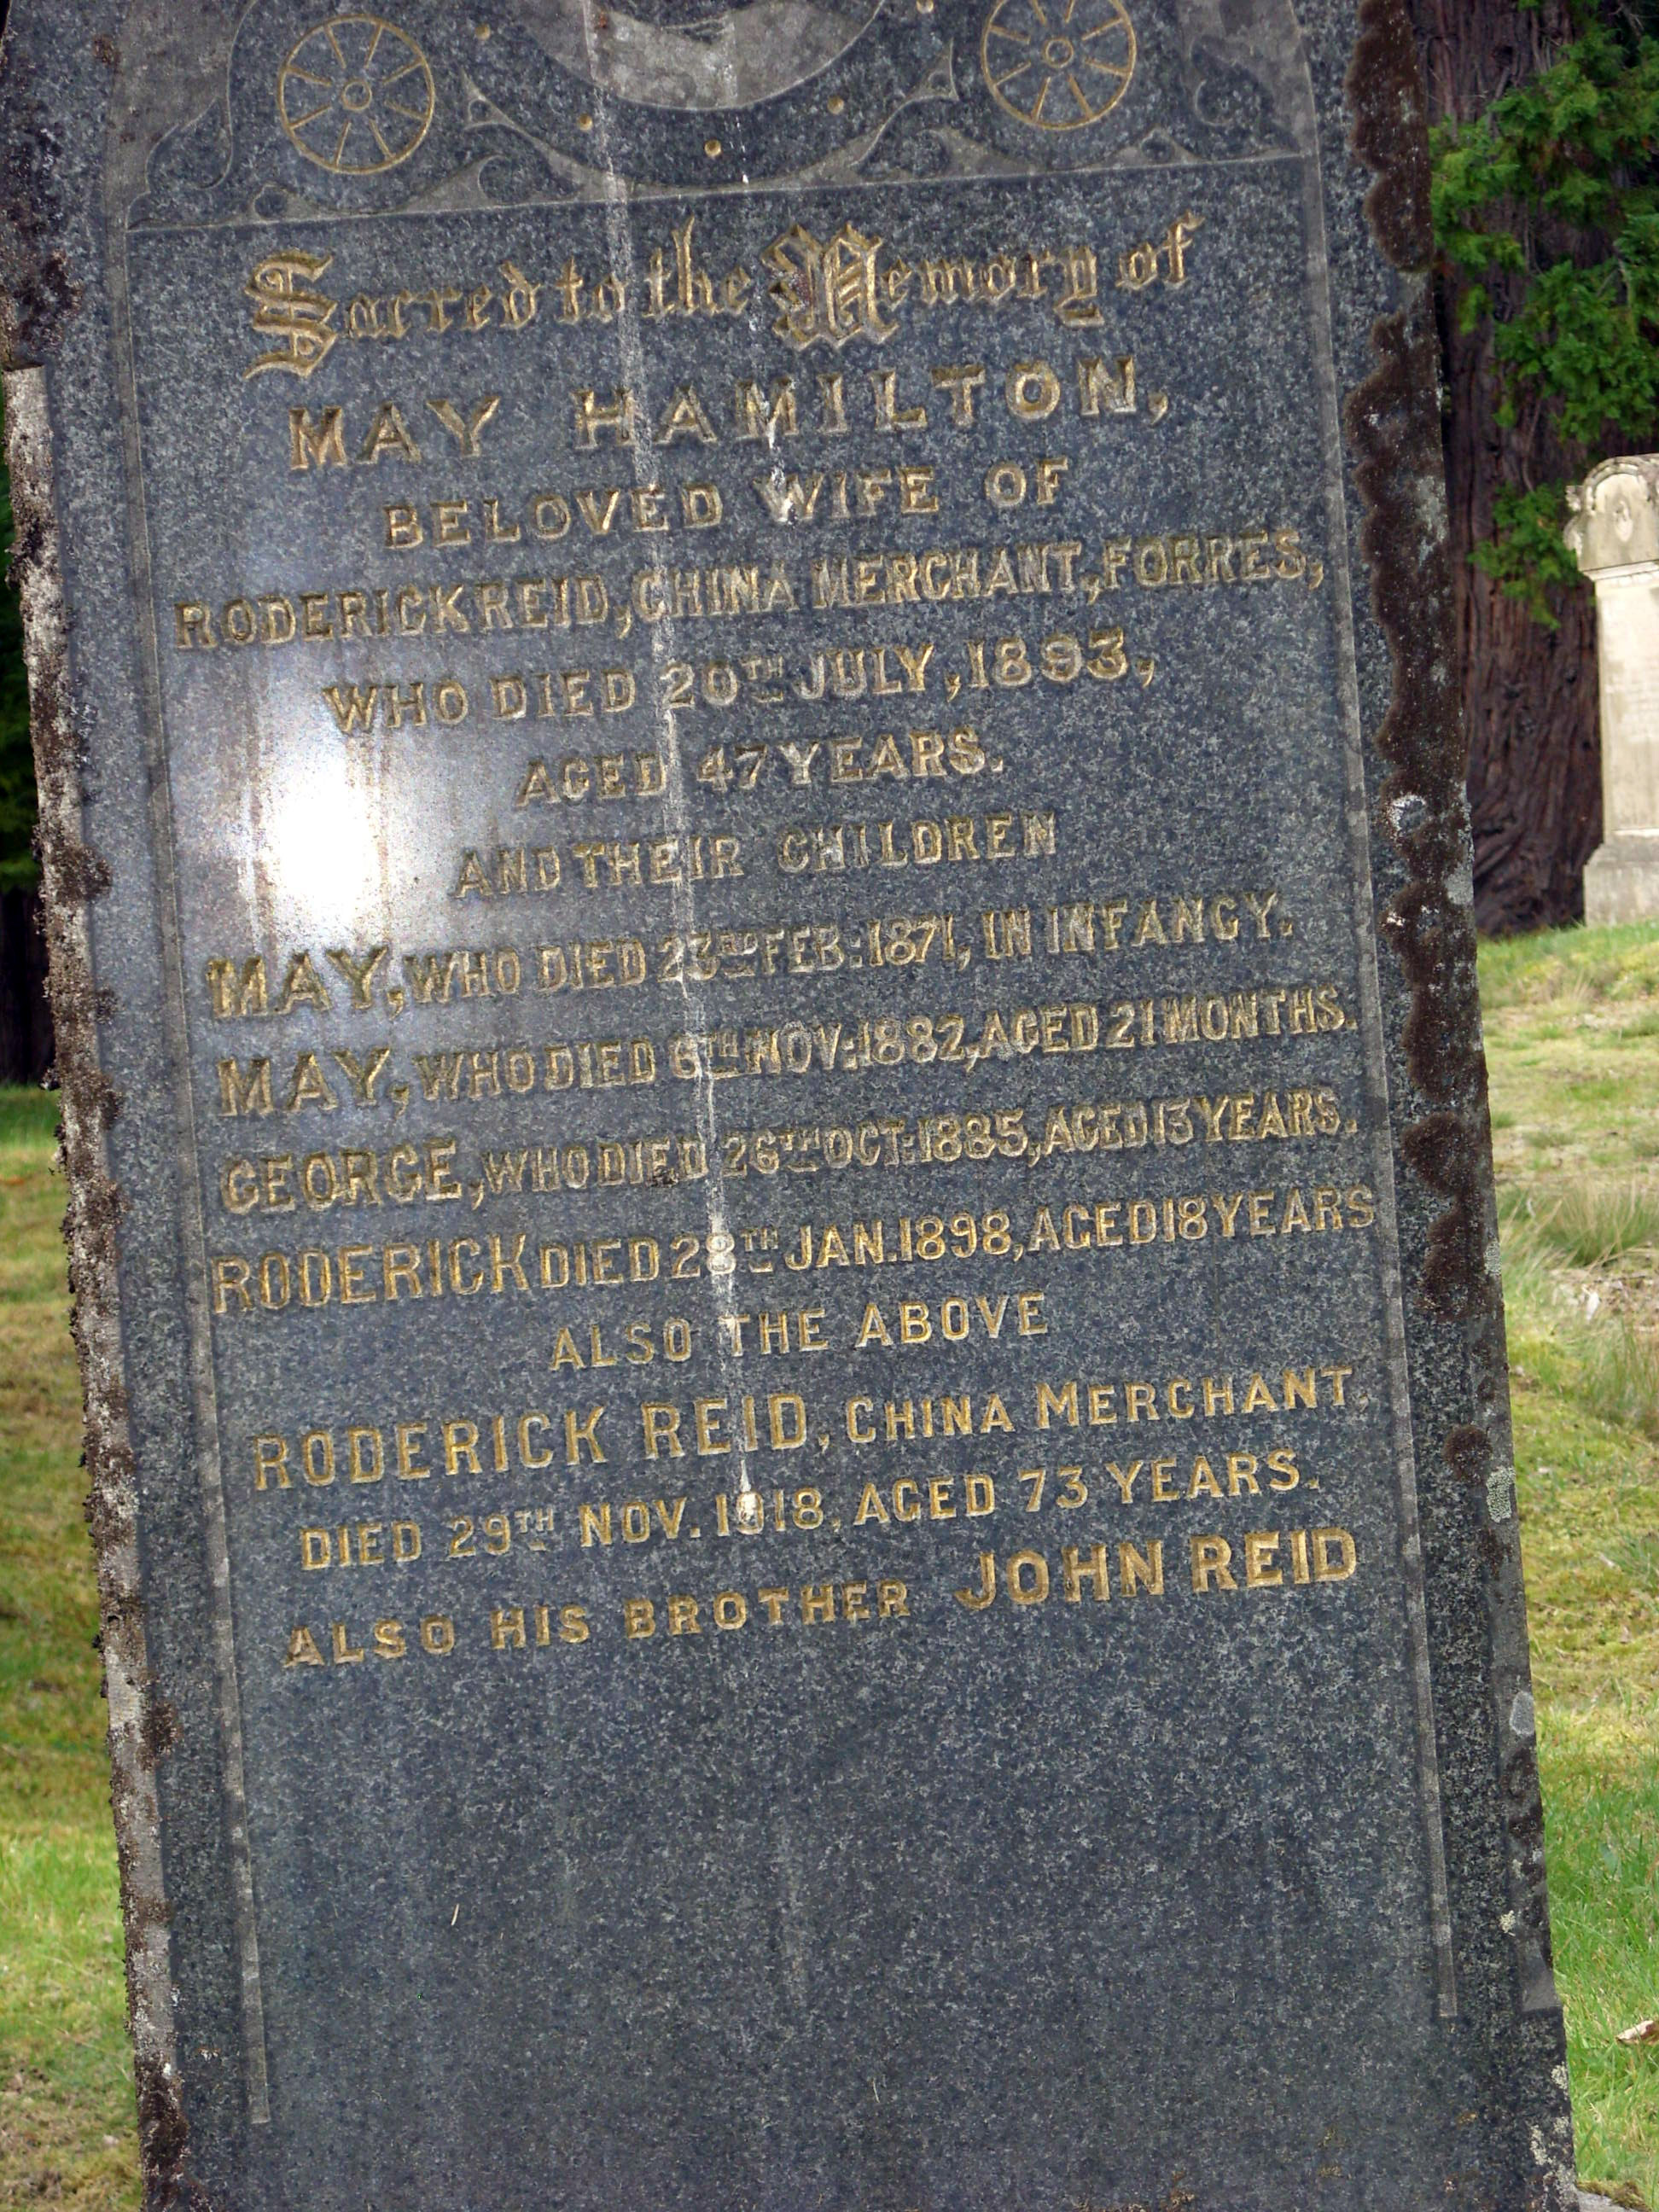 Sacred to the Memory of
MAY HAMILTON,
BELOVED WIFE OF
RODERICK REID, CHINA MERCHANT, FORRES,
WHO DIED 20TH JULY, 1893,
AGED 47 YEARS.
AND THEIR CHILDREN
MAY, WHO DIED 23RD FEB: 1871, IN INFANCY.
MAY, WHO DIED 6TH NOV: 1882, AGED 21 MONTHS.
GEORGE, WHO DIED 26TH OCT: 1885, AGED 13 YEARS.
RODERICK DIED 28TH JAN. 1898, AGED 18 YEARS
ALSO THE ABOVE
RODERICK REID, CHINA MERCHANT,
DIED 29TH NOV. 1918, AGED 73 YEARS.
ALSO HIS BROTHER JOHN REID